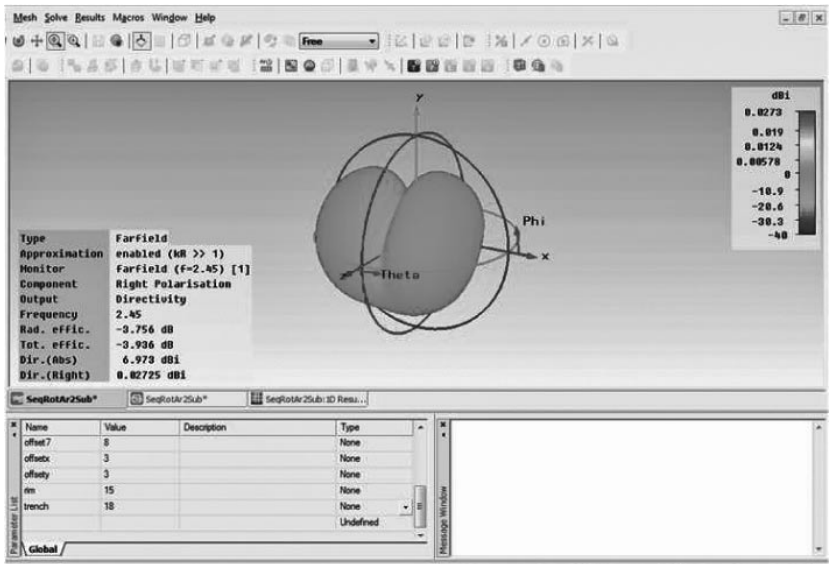 Mesh Solve Results Macros Window Help
Free
y
Phi
x
z
Theta
dBi
0.0273
0.019
0.0124
0.00578
0
-10.9
-20.6
-30.3
-40
Type Farfield
Approximation enabled (kR >> 1)
Monitor Farfield (f=2.45) [1]
Component Right Polarisation
Output Directivity
Frequency 2.45
Rad. effic. -3.756 dB
Tot. effic. -3.936 dB
Dir.(Abs) 6.973 dBi
Dir.(Right) 0.02725 dBi
SeqRotAr2Sub* SeqRotAr2Sub* SeqRotAr2Sub: 1D Resu...
Name Value Description Type
offset7 8 None
offsetx 3 None
offsety 3 None
rim 15 None
trench 18 None
Undefined
Global
Parameter List
Message Window